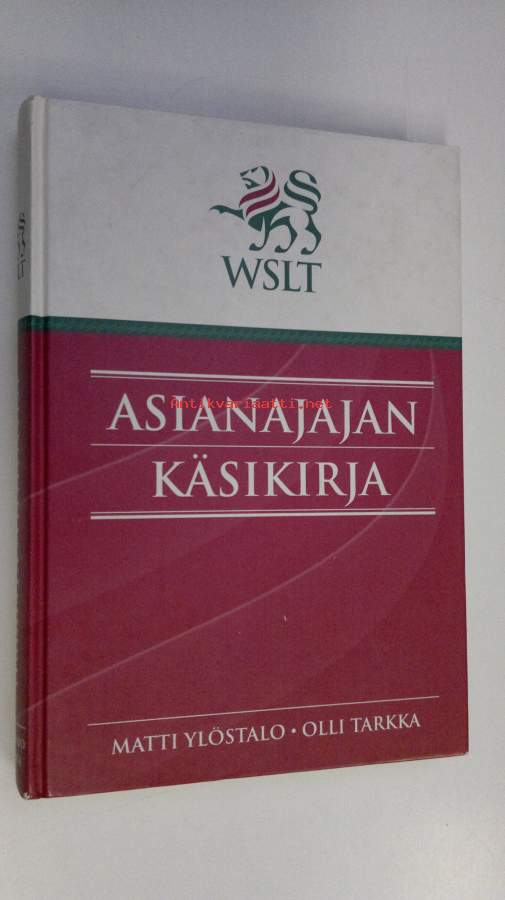 WSLT
ASIANAJAJAN
Antikvariaatti.net
KÄSIKIRJA
MATTI YLÖSTALO • OLLI TARKKA